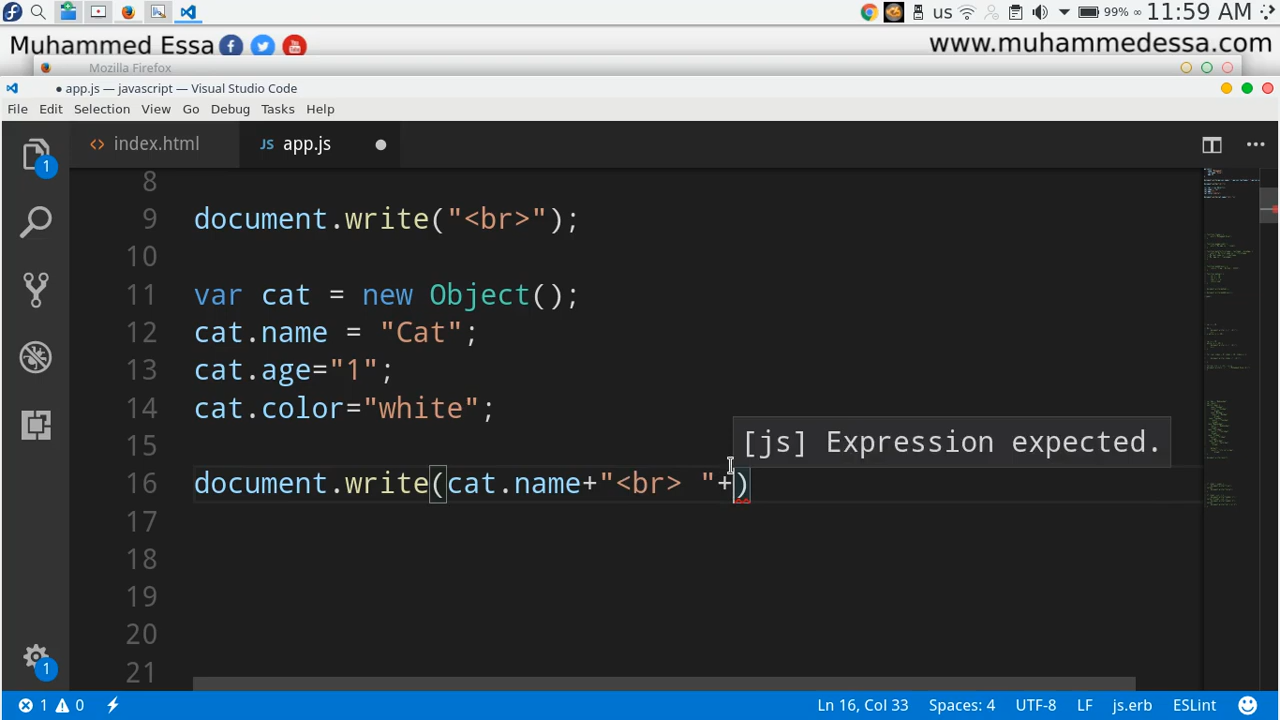 us 99% 11:59 AM
Muhammed Essa www.muhammedessa.com
Mozilla Firefox
● app.js — javascript — Visual Studio Code
File Edit Selection View Go Debug Tasks Help
1 <> index.html JS app.js ●
8
9 document.write("<br>");
10
11 var cat = new Object();
12 cat.name = "Cat";
13 cat.age="1";
14 cat.color="white";
[js] Expression expected.
15
16 document.write(cat.name+"<br> "+)
17
18
19
20
21
1
1 0 Ln 16, Col 33 Spaces: 4 UTF-8 LF js.erb ESLint